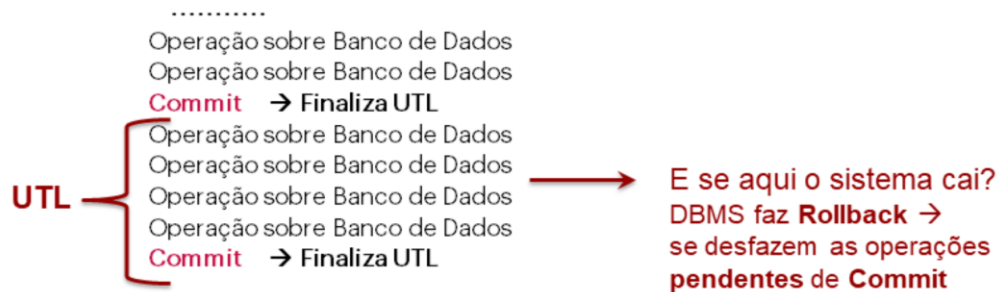 ...........
Operação sobre Banco de Dados
Operação sobre Banco de Dados
Commit → Finaliza UTL
Operação sobre Banco de Dados
Operação sobre Banco de Dados
Operação sobre Banco de Dados
Operação sobre Banco de Dados
Commit → Finaliza UTL
UTL
E se aqui o sistema cai?
DBMS faz Rollback →
se desfazem as operações
pendentes de Commit